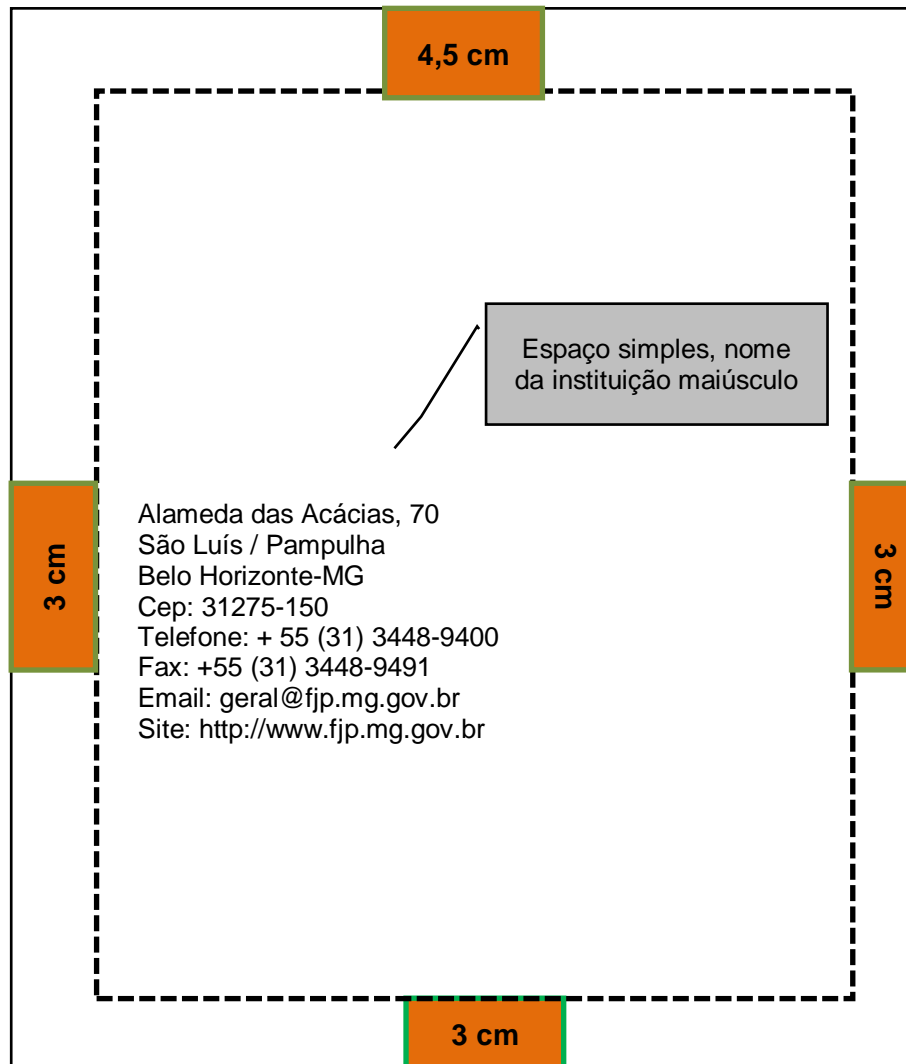 4,5 cm
Espaço simples, nome
da instituição maiúsculo
3 cm
Alameda das Acácias, 70
São Luís / Pampulha
Belo Horizonte-MG
Cep: 31275-150
Telefone: + 55 (31) 3448-9400
Fax: +55 (31) 3448-9491
Email: geral@fjp.mg.gov.br
Site: http://www.fjp.mg.gov.br
3 cm
3 cm